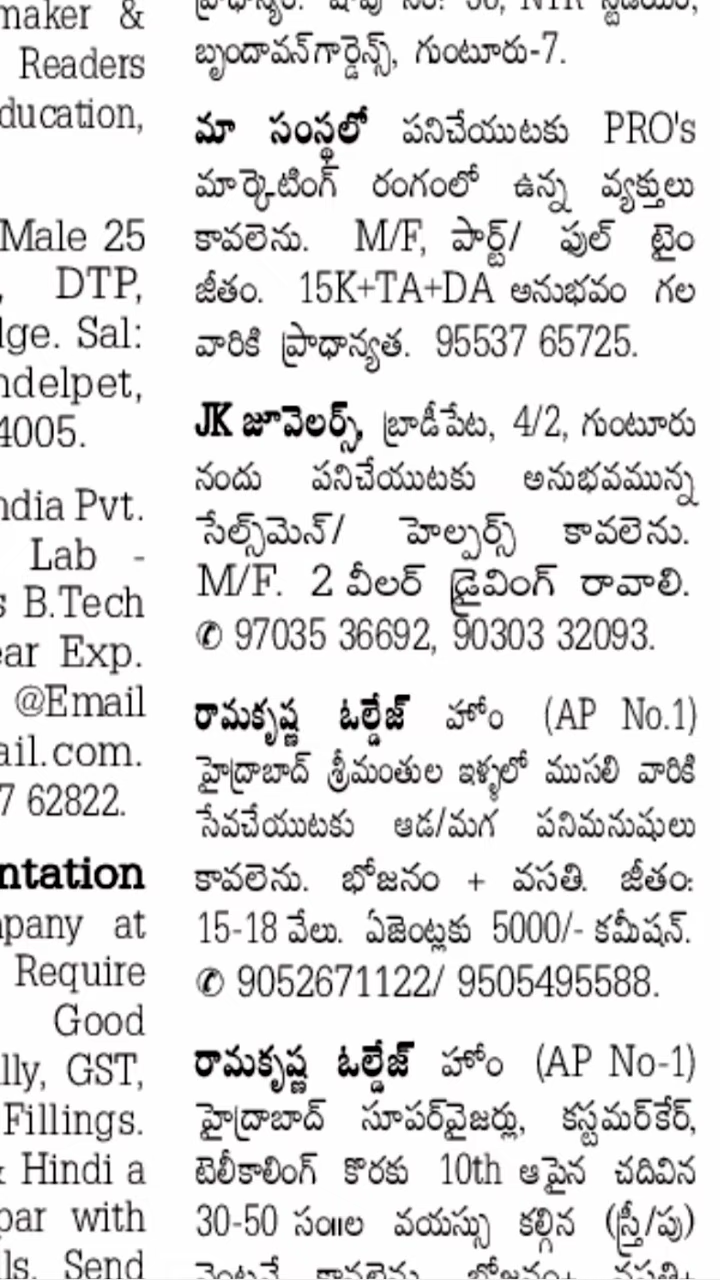 maker &
Readers
ducation,
Male 25
, DTP,
lge. Sal:
ndelpet,
4005.
ndia Pvt.
Lab -
s B.Tech
ear Exp.
@Email
ail.com.
7 62822.
ntation
pany at
Require
Good
lly, GST,
Fillings.
& Hindi a
par with
lls. Send
బృందావన్‌గార్డెన్స్, గుంటూరు-7.
మా సంస్థలో పనిచేయుటకు PRO's
మార్కెటింగ్ రంగంలో ఉన్న వ్యక్తులు
కావలెను. M/F, పార్ట్/ ఫుల్ టైం
జీతం. 15K+TA+DA అనుభవం గల
వారికి ప్రాధాన్యత. 95537 65725.
JK జూవెలర్స్, బ్రాడీపేట, 4/2, గుంటూరు
నందు పనిచేయుటకు అనుభవమున్న
సేల్స్‌మెన్/ హెల్పర్స్ కావలెను.
M/F. 2 వీలర్ డ్రైవింగ్ రావాలి.
✆ 97035 36692, 90303 32093.
రామకృష్ణ ఓల్డేజ్ హోం (AP No.1)
హైద్రాబాద్ శ్రీమంతుల ఇళ్ళలో ముసలి వారికి
సేవచేయుటకు ఆడ/మగ పనిమనుషులు
కావలెను. భోజనం + వసతి. జీతం:
15-18 వేలు. ఏజెంట్లకు 5000/- కమీషన్.
✆ 9052671122/ 9505495588.
రామకృష్ణ ఓల్డేజ్ హోం (AP No-1)
హైద్రాబాద్ సూపర్‌వైజర్లు, కస్టమర్‌కేర్,
టెలీకాలింగ్ కొరకు 10th ఆపైన చదివిన
30-50 సం॥ల వయస్సు కల్గిన (స్త్రీ/పు)